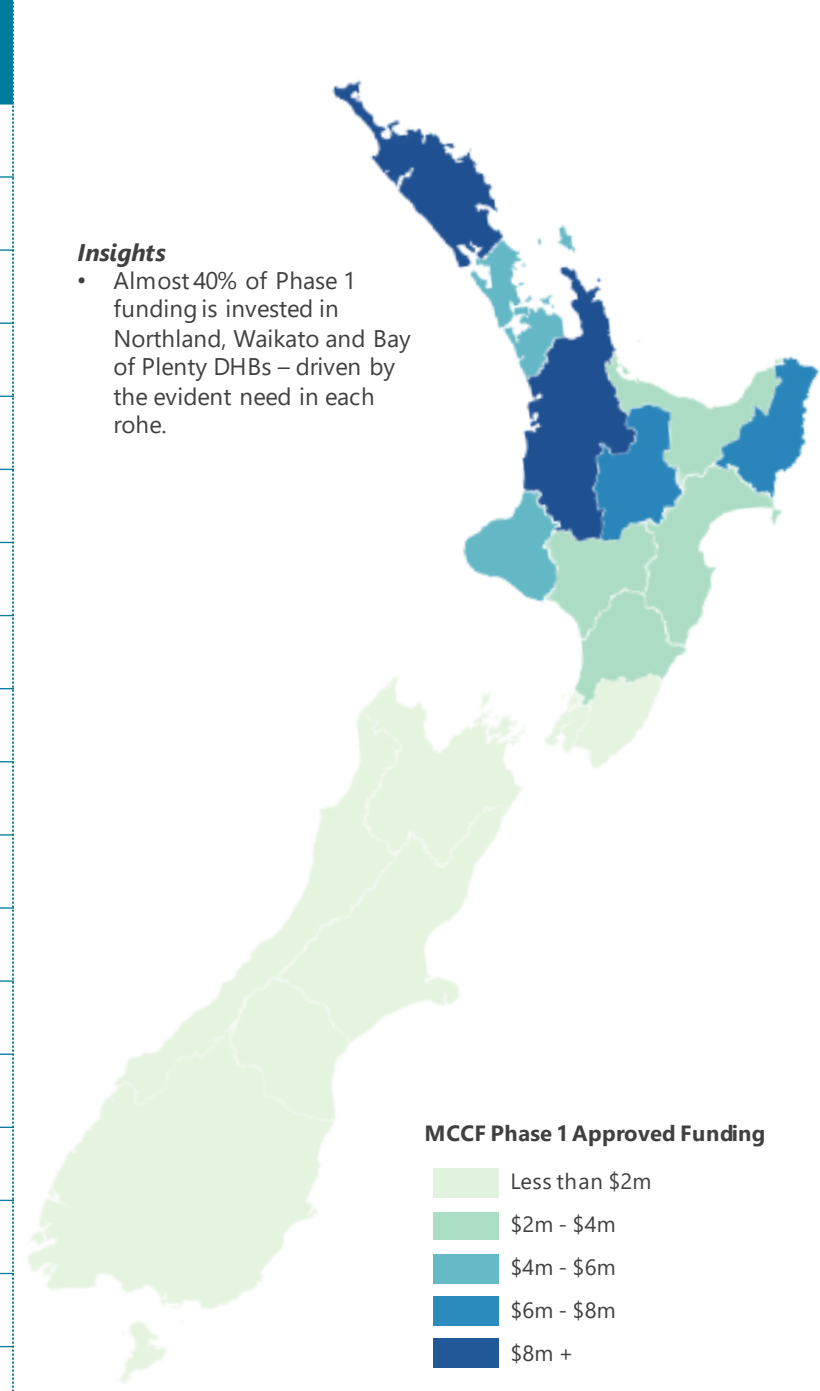 Insights
• Almost 40% of Phase 1
funding is invested in
Northland, Waikato and Bay
of Plenty DHBs – driven by
the evident need in each
rohe.
MCCF Phase 1 Approved Funding
Less than $2m
$2m - $4m
$4m - $6m
$6m - $8m
$8m +